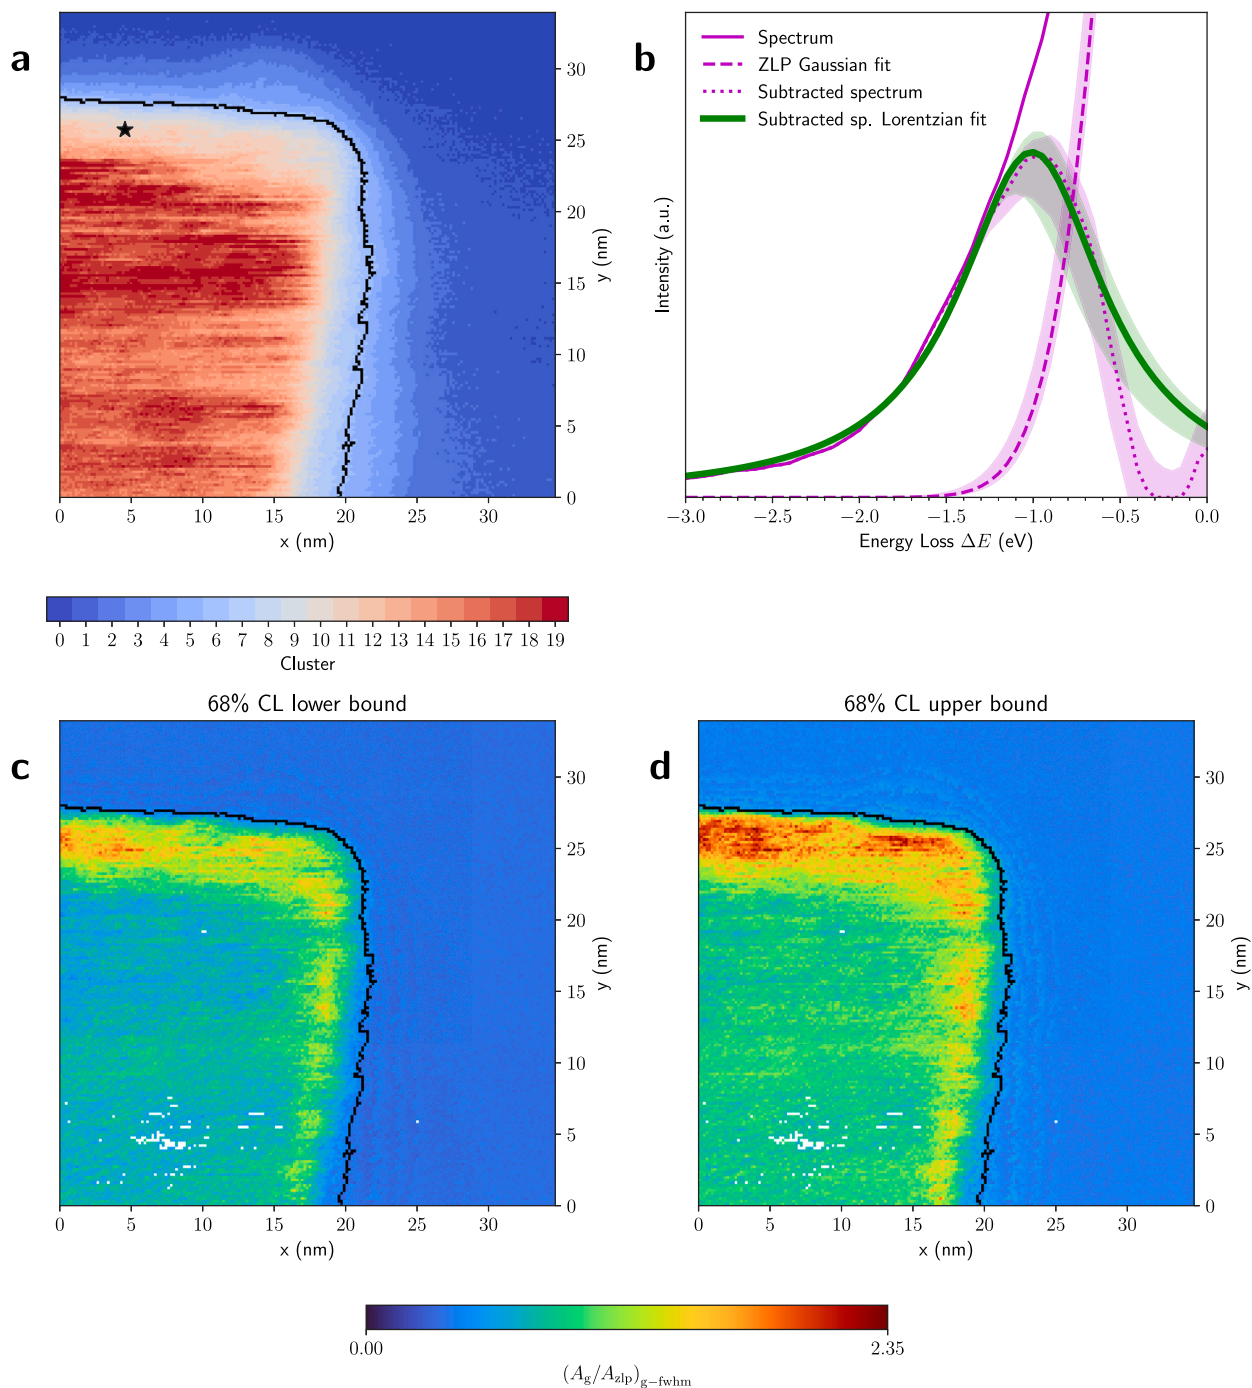 a
30
25
20
15
10
5
0
y (nm)
0 5 10 15 20 25 30
x (nm)
b
Spectrum
ZLP Gaussian fit
Subtracted spectrum
Subtracted sp. Lorentzian fit
Intensity (a.u.)
−3.0 −2.5 −2.0 −1.5 −1.0 −0.5 0.0
Energy Loss ΔE (eV)
0 1 2 3 4 5 6 7 8 9 10 11 12 13 14 15 16 17 18 19
Cluster
68% CL lower bound
c
30
25
20
15
10
5
0
y (nm)
0 5 10 15 20 25 30
x (nm)
68% CL upper bound
d
30
25
20
15
10
5
0
y (nm)
0 5 10 15 20 25 30
x (nm)
0.00 2.35
(A_g/A_zlp)_g−fwhm